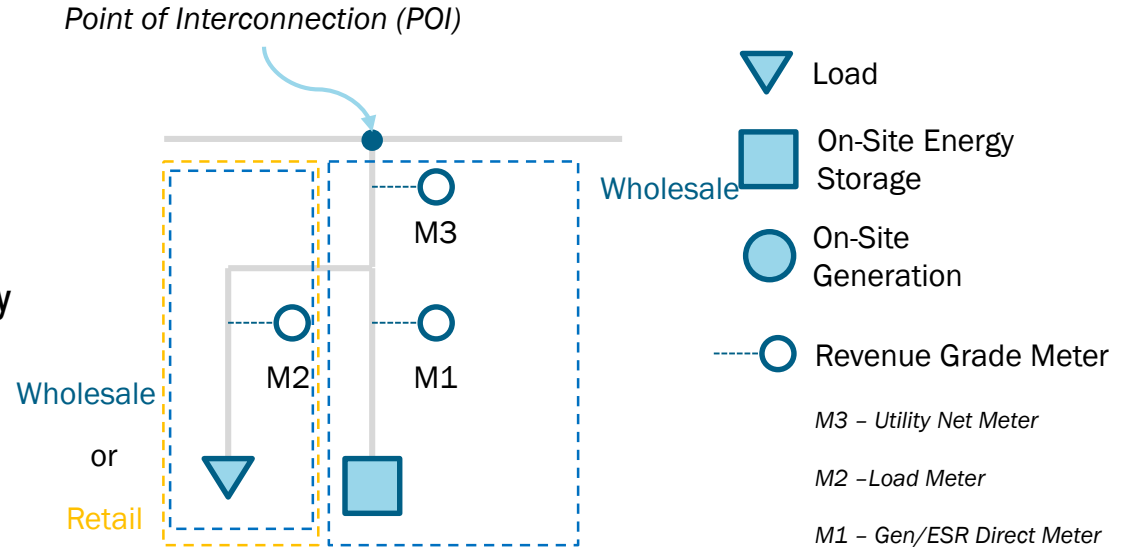 Point of Interconnection (POI)
Load
On-Site Energy
Storage
Wholesale
M3
On-Site
Generation
y
M2
M1
Revenue Grade Meter
Wholesale
or
Retail
M3 – Utility Net Meter
M2 –Load Meter
M1 – Gen/ESR Direct Meter